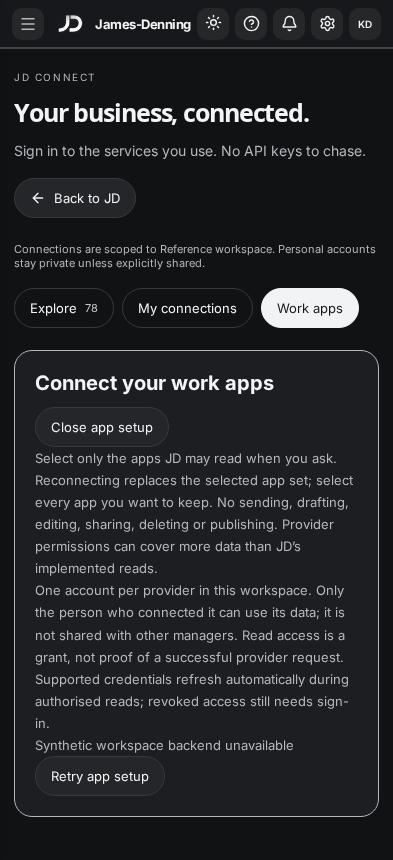 James-Denning
KD
JD CONNECT
Your business, connected.
Sign in to the services you use. No API keys to chase.
Back to JD
Connections are scoped to Reference workspace. Personal accounts
stay private unless explicitly shared.
Explore 78
My connections
Work apps
Connect your work apps
Close app setup
Select only the apps JD may read when you ask.
Reconnecting replaces the selected app set; select
every app you want to keep. No sending, drafting,
editing, sharing, deleting or publishing. Provider
permissions can cover more data than JD’s
implemented reads.
One account per provider in this workspace. Only
the person who connected it can use its data; it is
not shared with other managers. Read access is a
grant, not proof of a successful provider request.
Supported credentials refresh automatically during
authorised reads; revoked access still needs sign-
in.
Synthetic workspace backend unavailable
Retry app setup